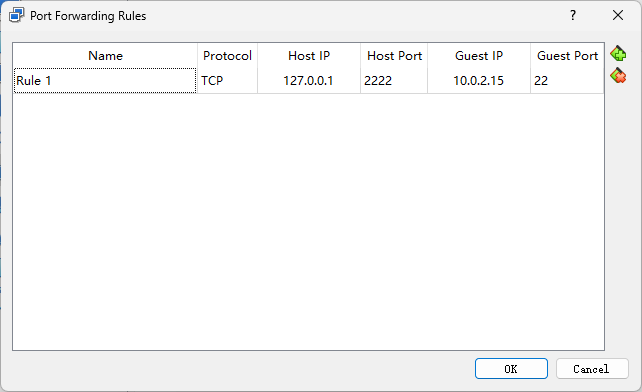 Port Forwarding Rules ?
Name Protocol Host IP Host Port Guest IP Guest Port
Rule 1 TCP 127.0.0.1 2222 10.0.2.15 22
OK Cancel